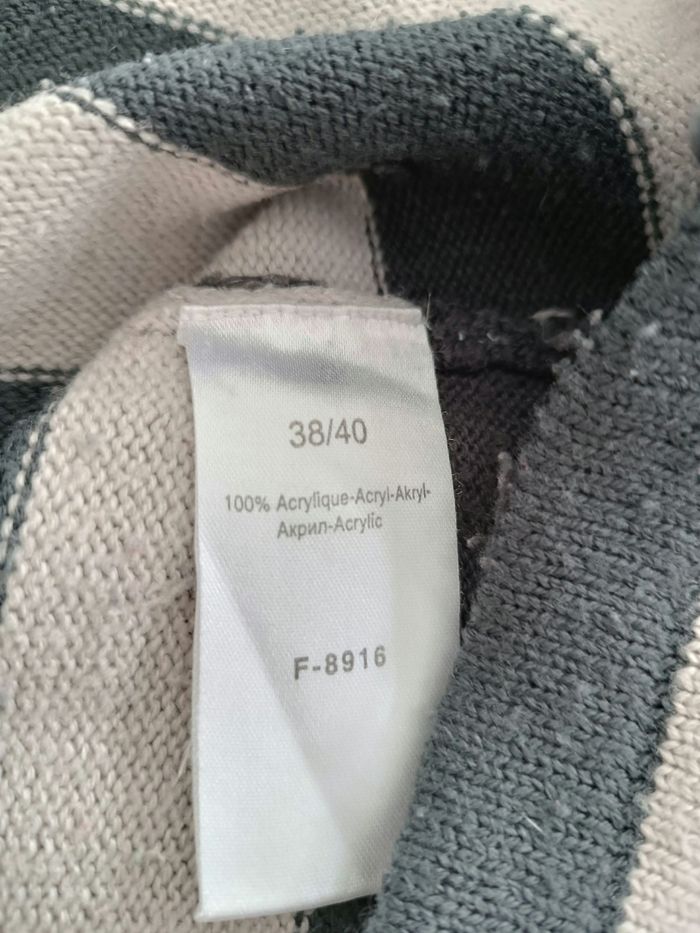 38/40
100% Acrylique-Acryl-Akryl-
Акрил-Acrylic
F-8916